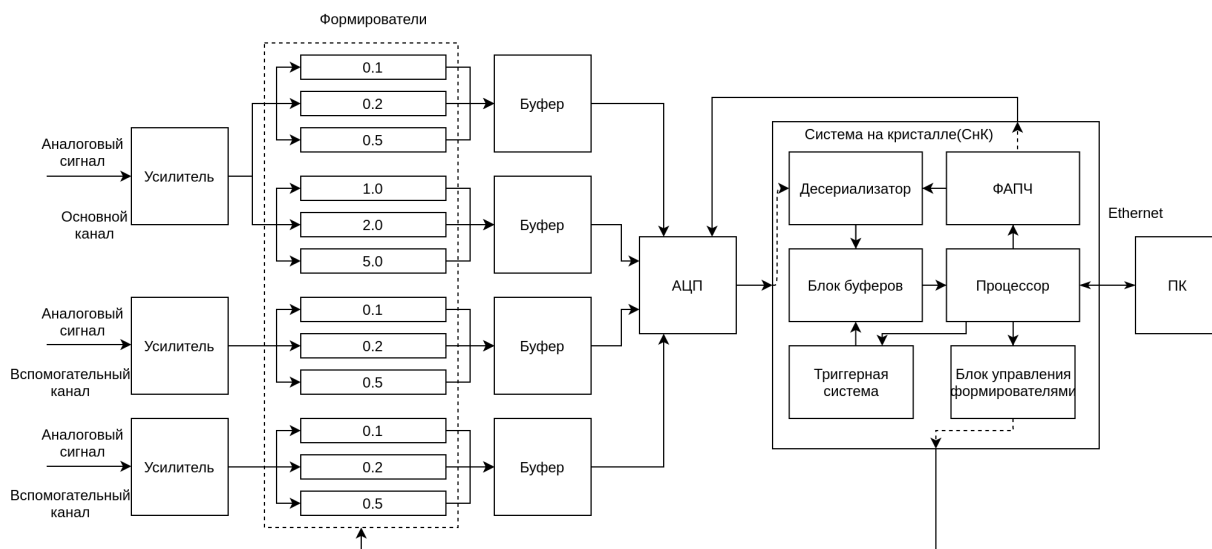 Формирователи
0.1
0.2
0.5
Буфер
Аналоговый
сигнал
Усилитель
Основной
канал
1.0
2.0
5.0
Буфер
Аналоговый
сигнал
Усилитель
Вспомогательный
канал
0.1
0.2
0.5
Буфер
Аналоговый
сигнал
Усилитель
Вспомогательный
канал
0.1
0.2
0.5
Буфер
АЦП
Система на кристалле(СнК)
Десериализатор
ФАПЧ
Блок буферов
Процессор
Триггерная
система
Блок управления
формирователями
Ethernet
ПК